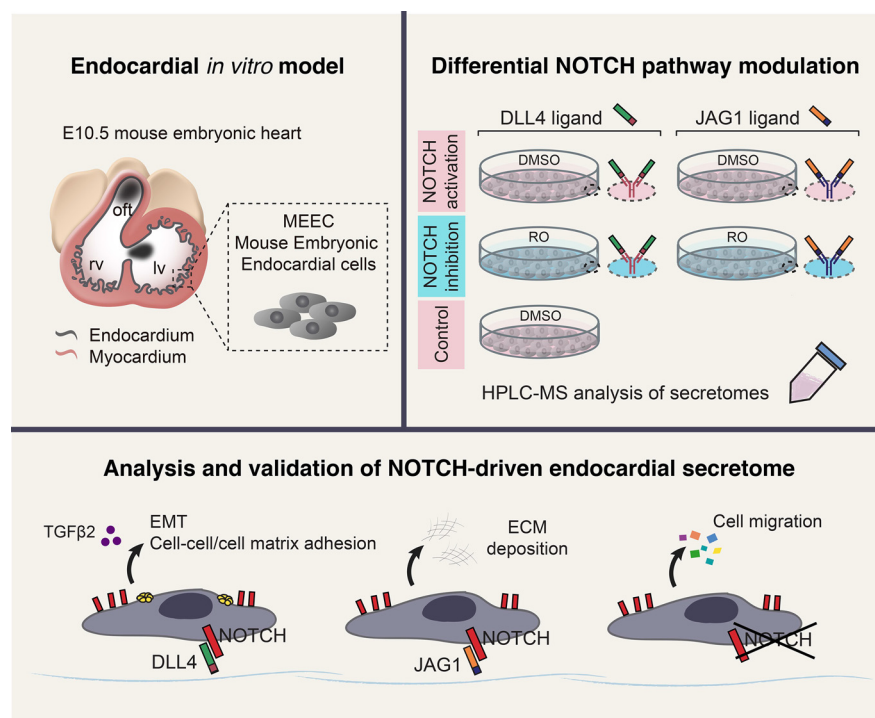 Endocardial in vitro model
E10.5 mouse embryonic heart
oft
rv
lv
MEEC
Mouse Embryonic
Endocardial cells
Endocardium
Myocardium
Differential NOTCH pathway modulation
DLL4 ligand
JAG1 ligand
NOTCH
activation
DMSO
DMSO
NOTCH
inhibition
RO
RO
Control
DMSO
HPLC-MS analysis of secretomes
Analysis and validation of NOTCH-driven endocardial secretome
TGFβ2
EMT
Cell-cell/cell matrix adhesion
NOTCH
DLL4
ECM
deposition
NOTCH
JAG1
Cell migration
NOTCH